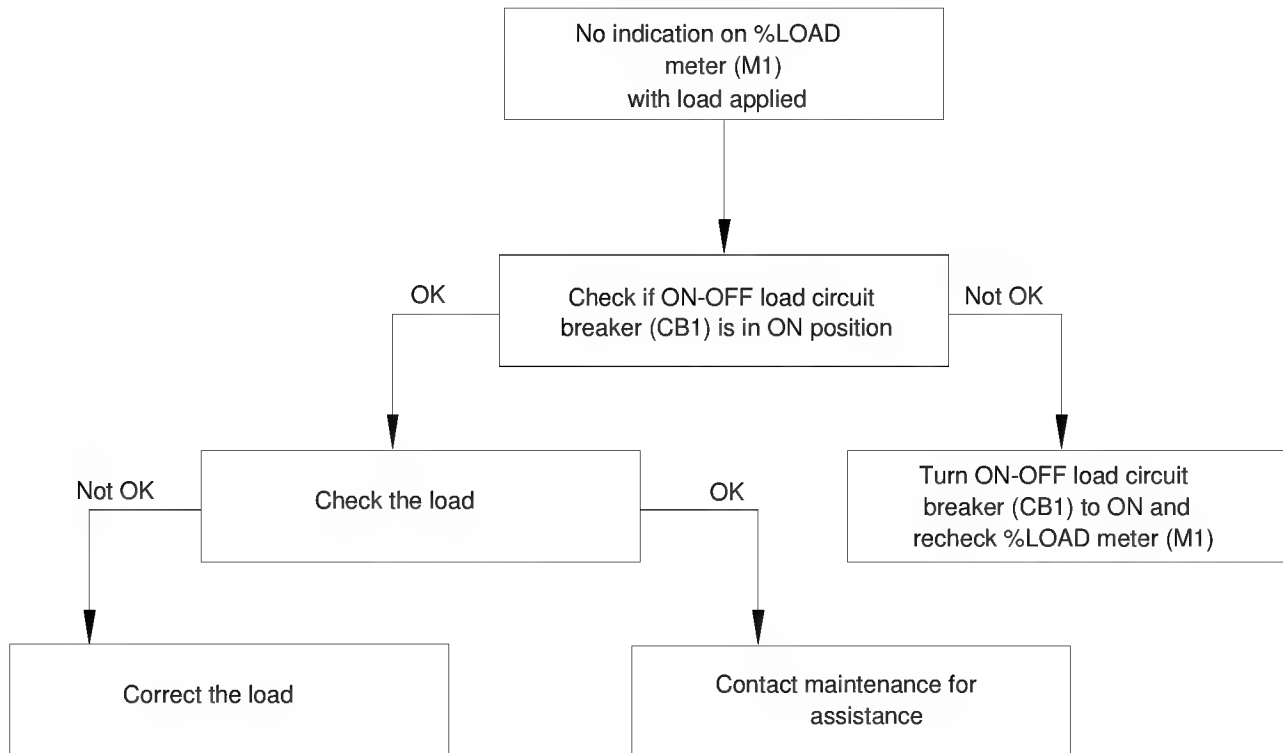 No indication on %LOAD
meter (M1)
with load applied
OK
Check if ON-OFF load circuit
breaker (CB1) is in ON position
Not OK
Not OK
Check the load
OK
Turn ON-OFF load circuit
breaker (CB1) to ON and
recheck %LOAD meter (M1)
Correct the load
Contact maintenance for
assistance